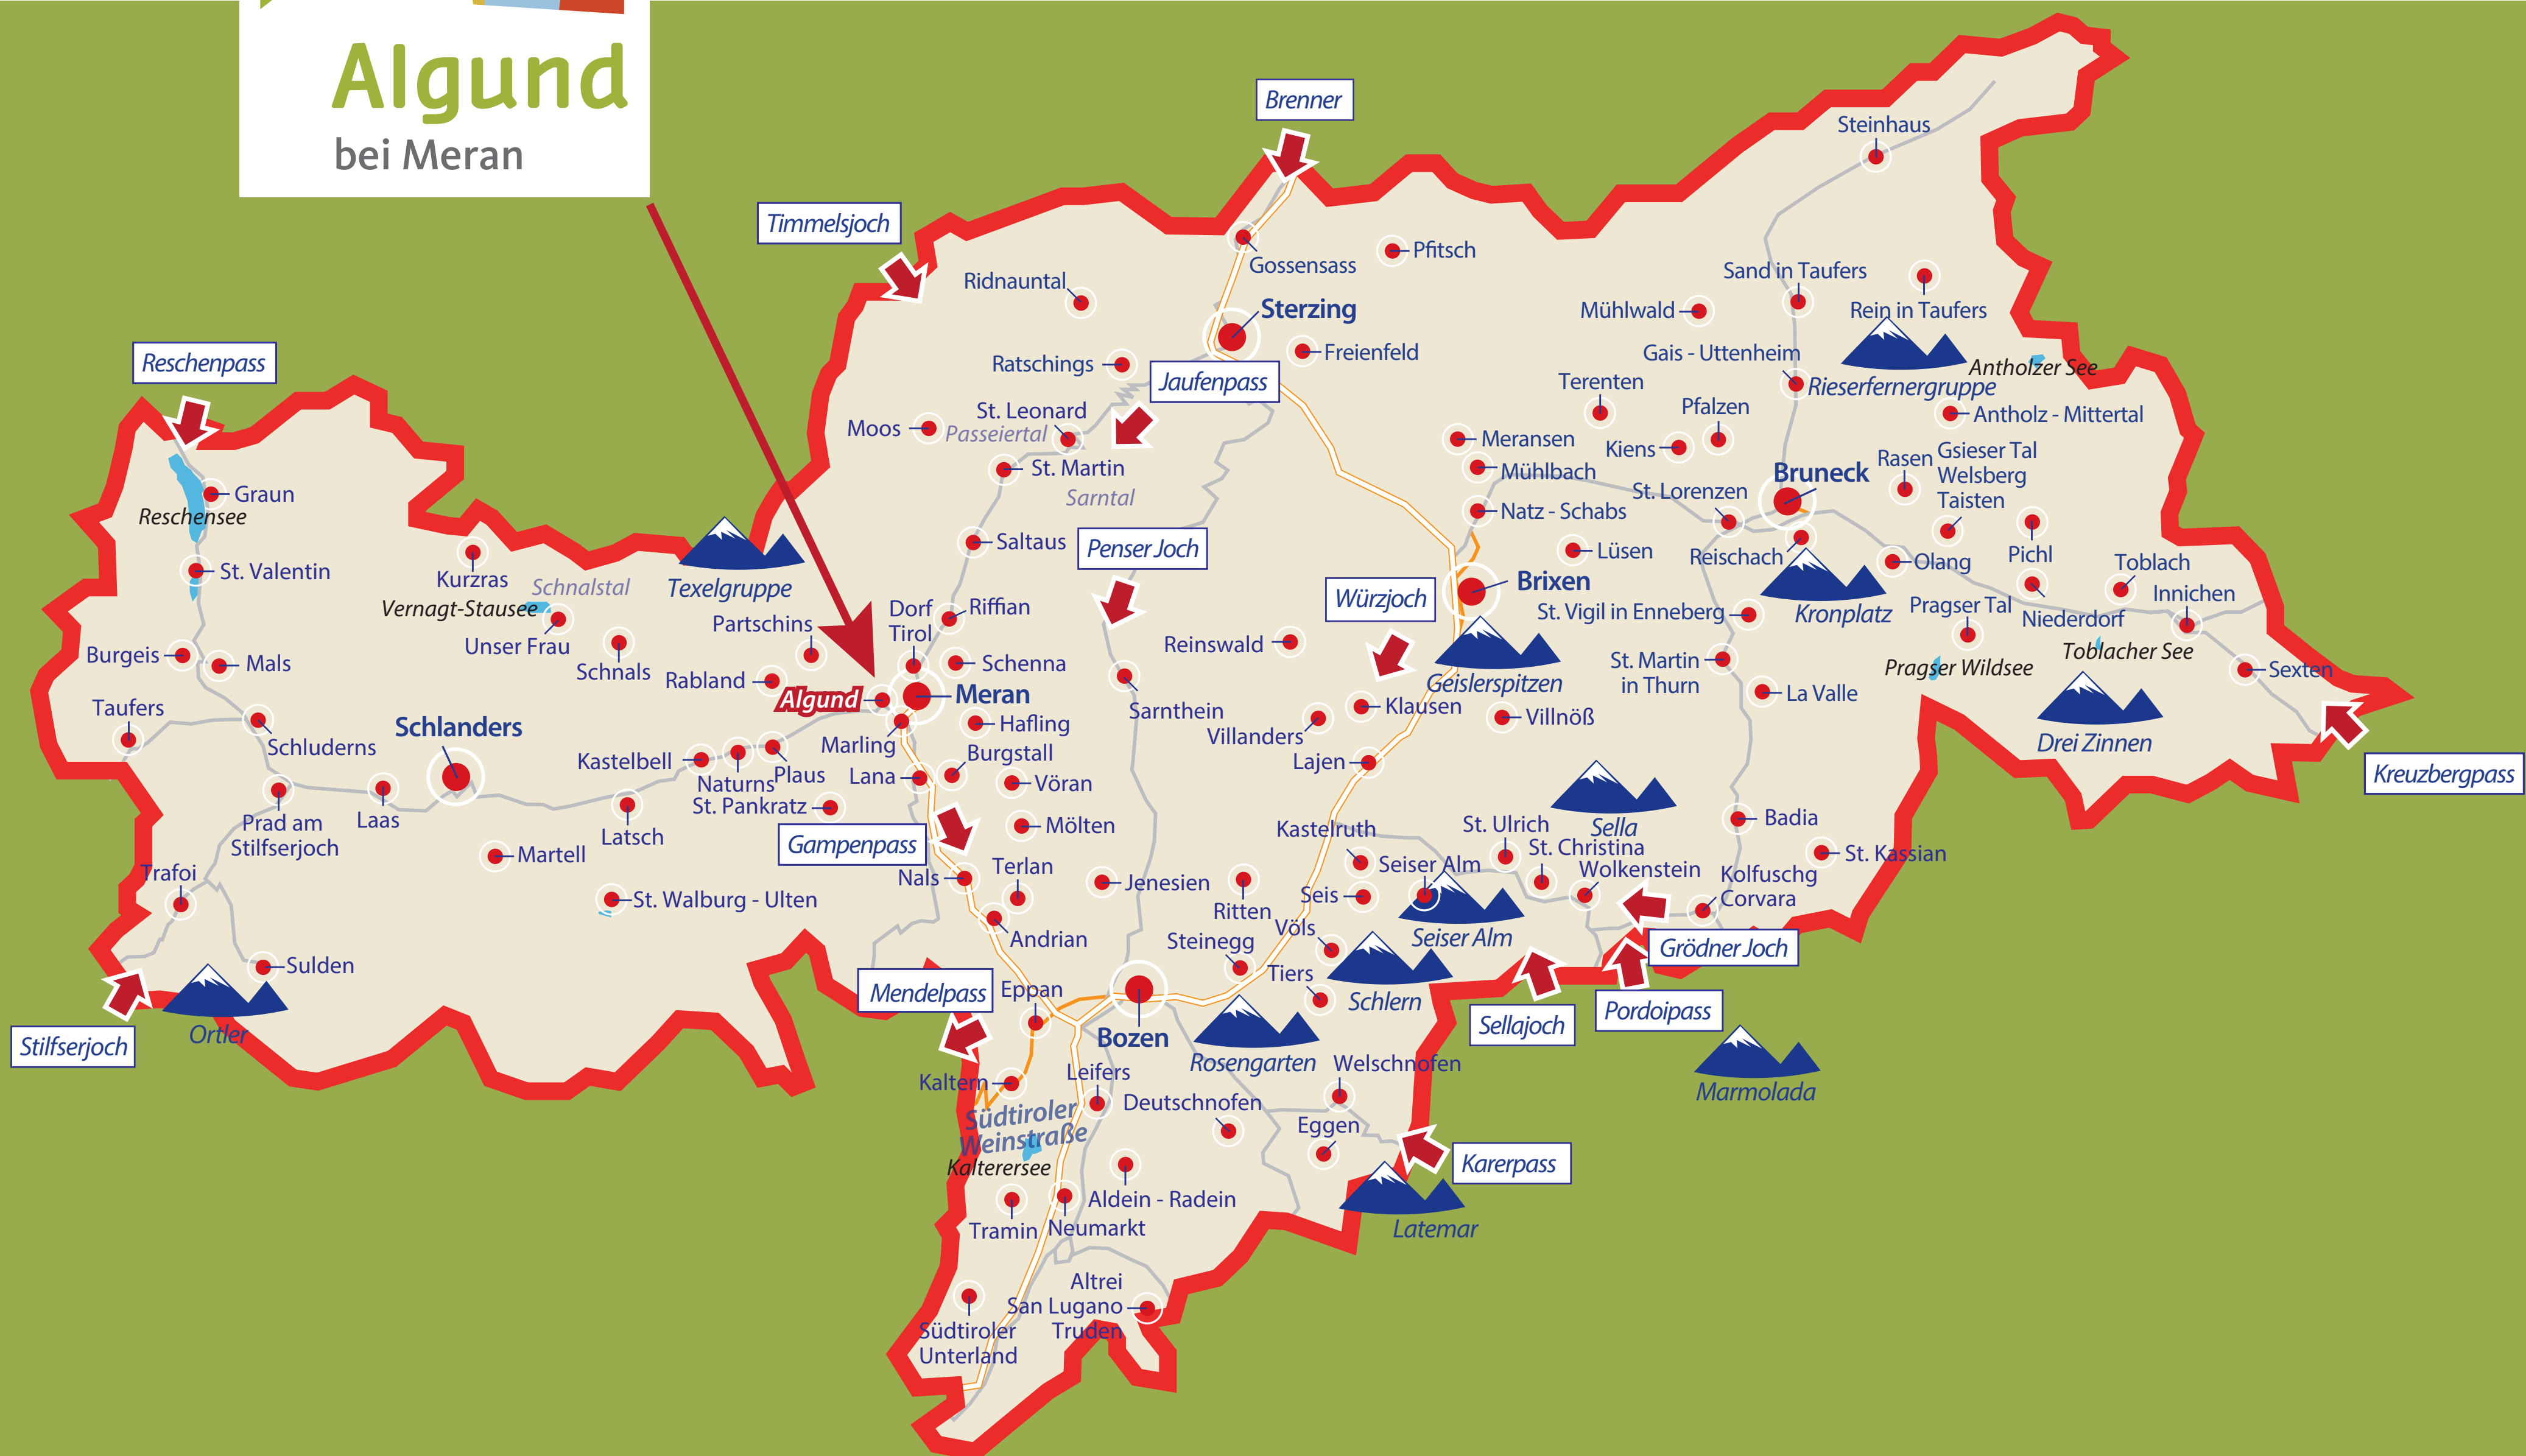 Algund
bei Meran
Brenner
Steinhaus
Timmelsjoch
Gossensass
Pfitsch
Ridnauntal
Sand in Taufers
Rein in Taufers
Sterzing
Mühlwald
Reschenpass
Ratschings
Freienfeld
Gais - Uttenheim
Antholzer See
Jaufenpass
Terenten
Rieserfernergruppe
St. Leonard
Pfalzen
Antholz - Mittertal
Moos
Passeiertal
Meransen
Kiens
Rasen
Gsieser Tal
Welsberg
Taisten
St. Martin
Mühlbach
Bruneck
Graun
Sarntal
St. Lorenzen
Reschensee
Natz - Schabs
Saltaus
Penser Joch
Lüsen
Reischach
Pichl
St. Valentin
Kurzras
Schnalstal
Texelgruppe
Olang
Toblach
Brixen
Vernagt-Stausee
Dorf
Tirol
Riffian
Würzjoch
St. Vigil in Enneberg
Kronplatz
Pragser Tal
Niederdorf
Innichen
Partschins
Unser Frau
Reinswald
Burgeis
Mals
Schnals
Rabland
Schenna
St. Martin
in Thurn
Toblacher See
Pragser Wildsee
Sexten
Geislerspitzen
Algund
Meran
La Valle
Taufers
Sarnthein
Klausen
Villnöß
Schlanders
Hafling
Villanders
Drei Zinnen
Schluderns
Marling
Burgstall
Kastelbell
Naturns
Plaus
Lana
Vöran
Lajen
Kreuzbergpass
St. Pankratz
Prad am
Stilfserjoch
Laas
Latsch
Gampenpass
Mölten
Kastelruth
St. Ulrich
Sella
Badia
St. Christina
Martell
Trafoi
Nals
Terlan
Jenesien
Seiser Alm
Wolkenstein
St. Kassian
Kolfuschg
Corvara
St. Walburg - Ulten
Ritten
Seis
Andrian
Steinegg
Völs
Seiser Alm
Grödner Joch
Sulden
Tiers
Mendelpass
Eppan
Schlern
Sellajoch
Pordoipass
Ortler
Stilfserjoch
Bozen
Rosengarten
Welschnofen
Kaltern
Leifers
Marmolada
Deutschnofen
Südtiroler
Weinstraße
Eggen
Kalterersee
Karerpass
Aldein - Radein
Tramin
Neumarkt
Latemar
Altrei
San Lugano
Truden
Südtiroler
Unterland